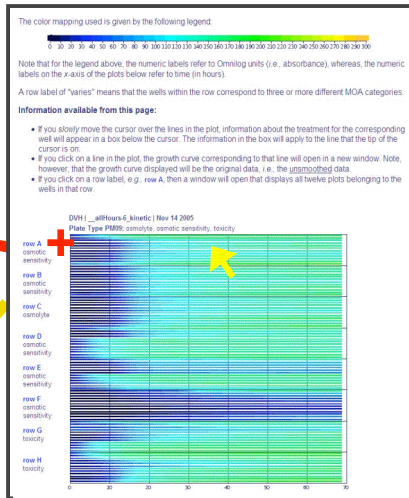 The color mapping used is given by the following legend:
0 10 20 30 40 50 60 70 80 90 100 110 120 130 140 150 160 170 180 190 200 210 220 230 240 250 260 270 280 290 300
Note that for the legend above, the numeric labels refer to Omnilog units (i.e., absorbance), whereas, the numeric
labels on the x-axis of the plots below refer to time (in hours).
A row label of "varies" means that the wells within the row correspond to three or more different MOA categories.
Information available from this page:
• If you slowly move the cursor over the lines in the plot, information about the treatment for the corresponding
well will appear in a box below the cursor. The information in the box will apply to the line that the tip of the
cursor is on.
• If you click on a line in the plot, the growth curve corresponding to that line will open in a new window. Note,
however, that the growth curve displayed will be the original data, i.e., the unsmoothed data.
• If you click on a row label, e.g., row A, then a window will open that displays all twelve plots belonging to the
wells in that row.
DVH | __allHours-6_kinetic | Nov 14 2005
Plate Type PM09: osmolyte, osmotic sensitivity, toxicity
row A
osmotic
sensitivity
row B
osmotic
sensitivity
row C
osmolyte
row D
osmotic
sensitivity
row E
osmotic
sensitivity
row F
osmotic
sensitivity
row G
toxicity
row H
toxicity
0 10 20 30 40 50 60 70